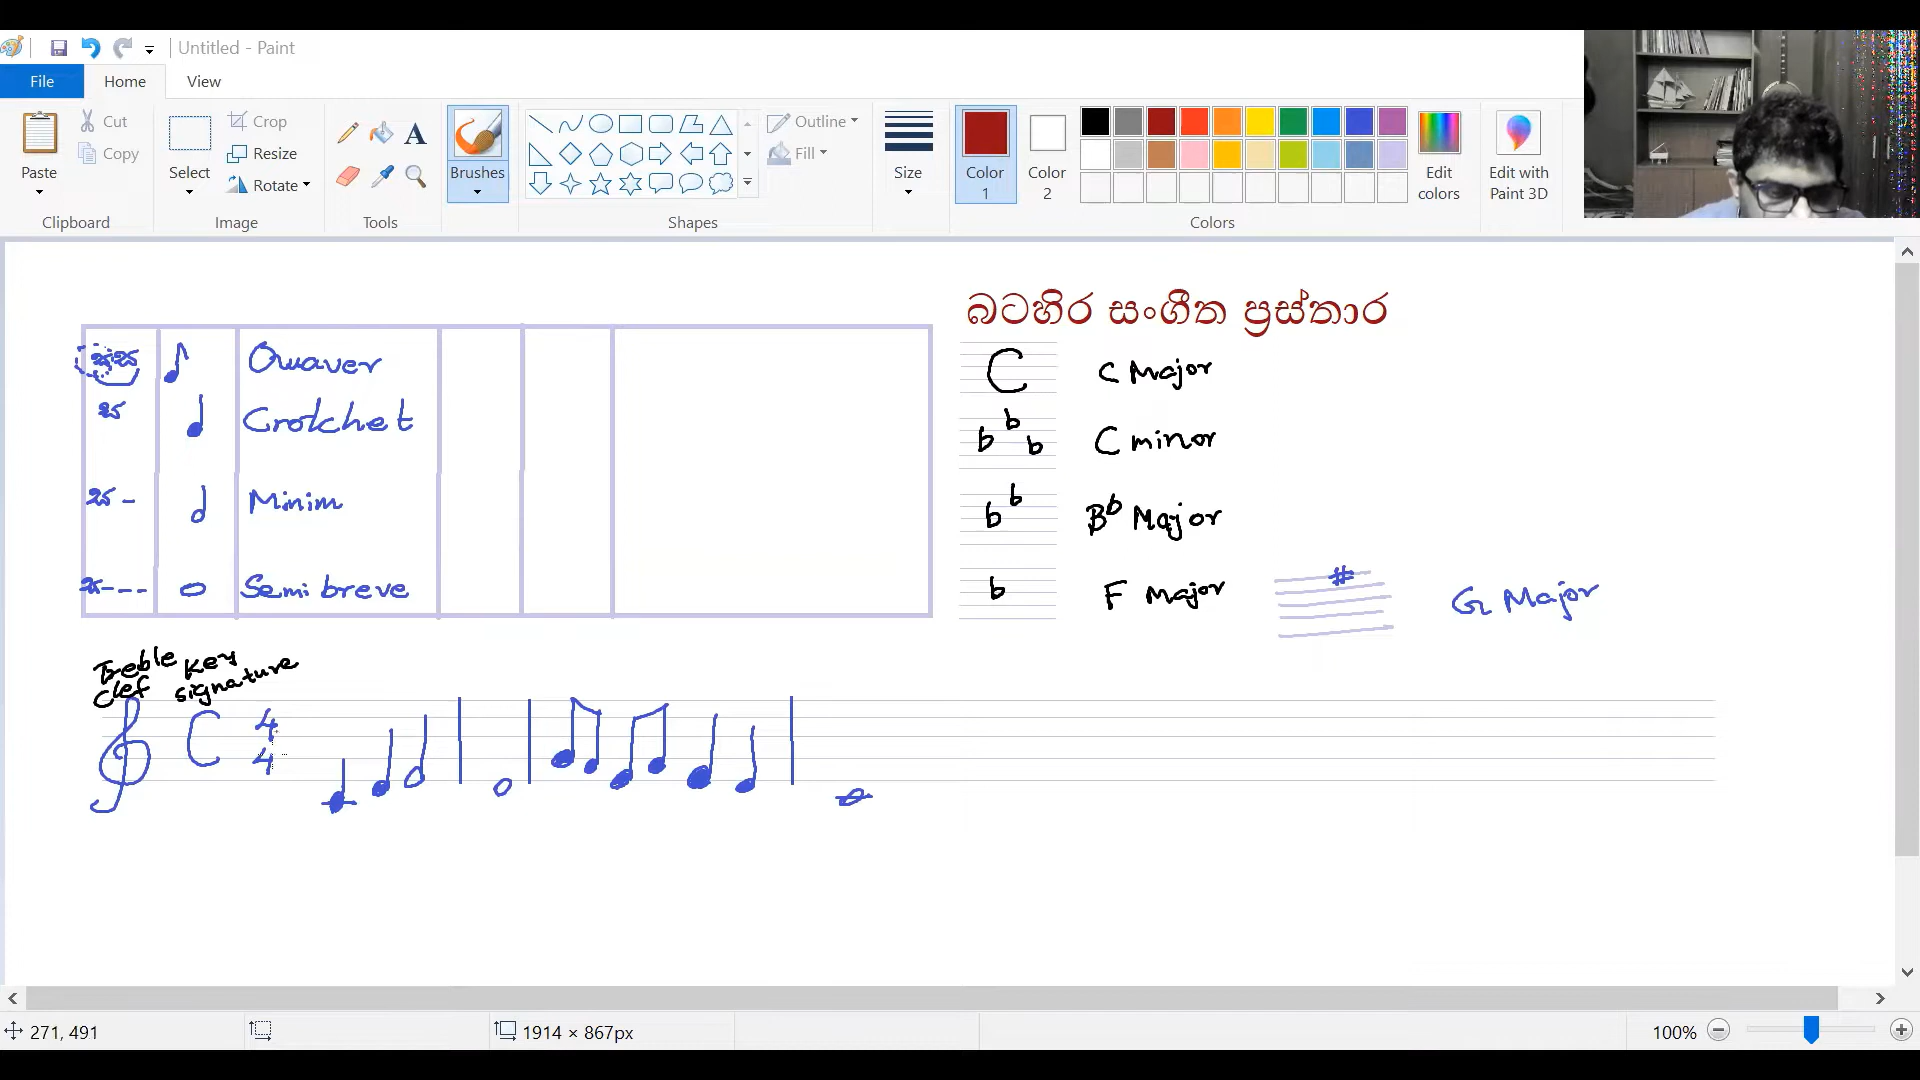 Untitled - Paint
File Home View
Paste
Cut
Copy
Clipboard
Select
Crop
Resize
Rotate
Image
Tools
Brushes
Outline
Fill
Shapes
Size
Color 1
Color 2
Edit colors
Edit with Paint 3D
Colors
බටහිර සංගීත ප්‍රස්තාර
Quaver
Crotchet
Minim
Semi breve
C C Major
b b b C minor
b b Bb Major
b F Major
# G Major
Treble Clef
Key signature
C 4 4
271, 491
1914 × 867px
100%